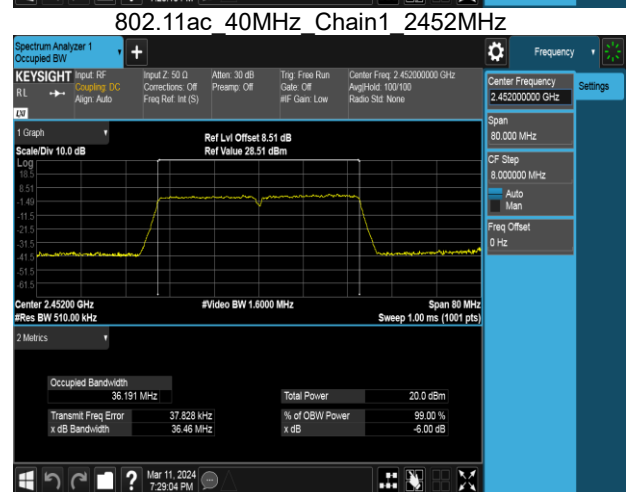 802.11ac_40MHz_Chain1_2452MHz
Spectrum Analyzer 1
Occupied BW
Frequency
KEYSIGHT
RL
LXI
Input: RF
Coupling: DC
Align: Auto
Input Z: 50 Ω
Corrections: Off
Freq Ref: Int (S)
Atten: 30 dB
Preamp: Off
Trig: Free Run
Gate: Off
#IF Gain: Low
Center Freq: 2.452000000 GHz
Avg|Hold: 100/100
Radio Std: None
Center Frequency
2.452000000 GHz
Settings
Span
80.000 MHz
CF Step
8.000000 MHz
Auto
Man
Freq Offset
0 Hz
1 Graph
Scale/Div 10.0 dB
Ref Lvl Offset 8.51 dB
Ref Value 28.51 dBm
Log
18.5
8.51
-1.49
-11.5
-21.5
-31.5
-41.5
-51.5
-61.5
Center 2.45200 GHz
#Video BW 1.6000 MHz
Span 80 MHz
#Res BW 510.00 kHz
Sweep 1.00 ms (1001 pts)
2 Metrics
Occupied Bandwidth
36.191 MHz
Total Power 20.0 dBm
Transmit Freq Error 37.828 kHz
% of OBW Power 99.00 %
x dB Bandwidth 36.46 MHz
x dB -6.00 dB
?
Mar 11, 2024
7:29:04 PM